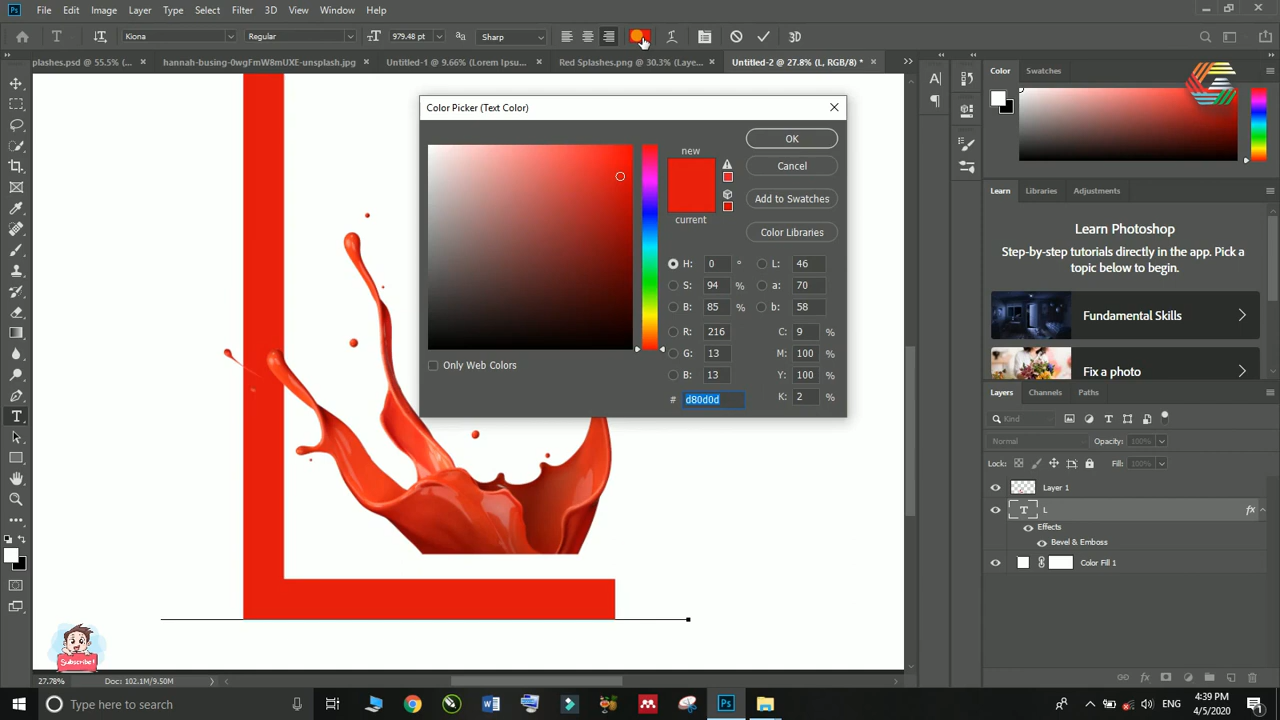 Ps File Edit Image Layer Type Select Filter 3D View Window Help
T Kiona Regular 979.48 pt aa Sharp 3D
plashes.psd @ 55.5% (... × hannah-busing-0wgFmW8mUXE-unsplash.jpg × Untitled-1 @ 9.66% (Lorem Ipsu... × Red Splashes.png @ 30.3% (Laye... × Untitled-2 @ 27.8% (L, RGB/8) * ×
Color Swatches
Color Picker (Text Color)
new
current
OK
Cancel
Add to Swatches
Color Libraries
H: 0 ° L: 46
S: 94 % a: 70
B: 85 % b: 58
R: 216 C: 9 %
G: 13 M: 100 %
B: 13 Y: 100 %
# d80d0d K: 2 %
Only Web Colors
Learn Libraries Adjustments
Learn Photoshop
Step-by-step tutorials directly in the app. Pick a
topic below to begin.
Fundamental Skills
Fix a photo
Layers Channels Paths
Kind
Normal Opacity: 100%
Lock: Fill: 100%
Layer 1
T L fx
Effects
Bevel & Emboss
Color Fill 1
Subscribe!
27.78% Doc: 102.1M/9.50M
Type here to search
4:39 PM
4/5/2020